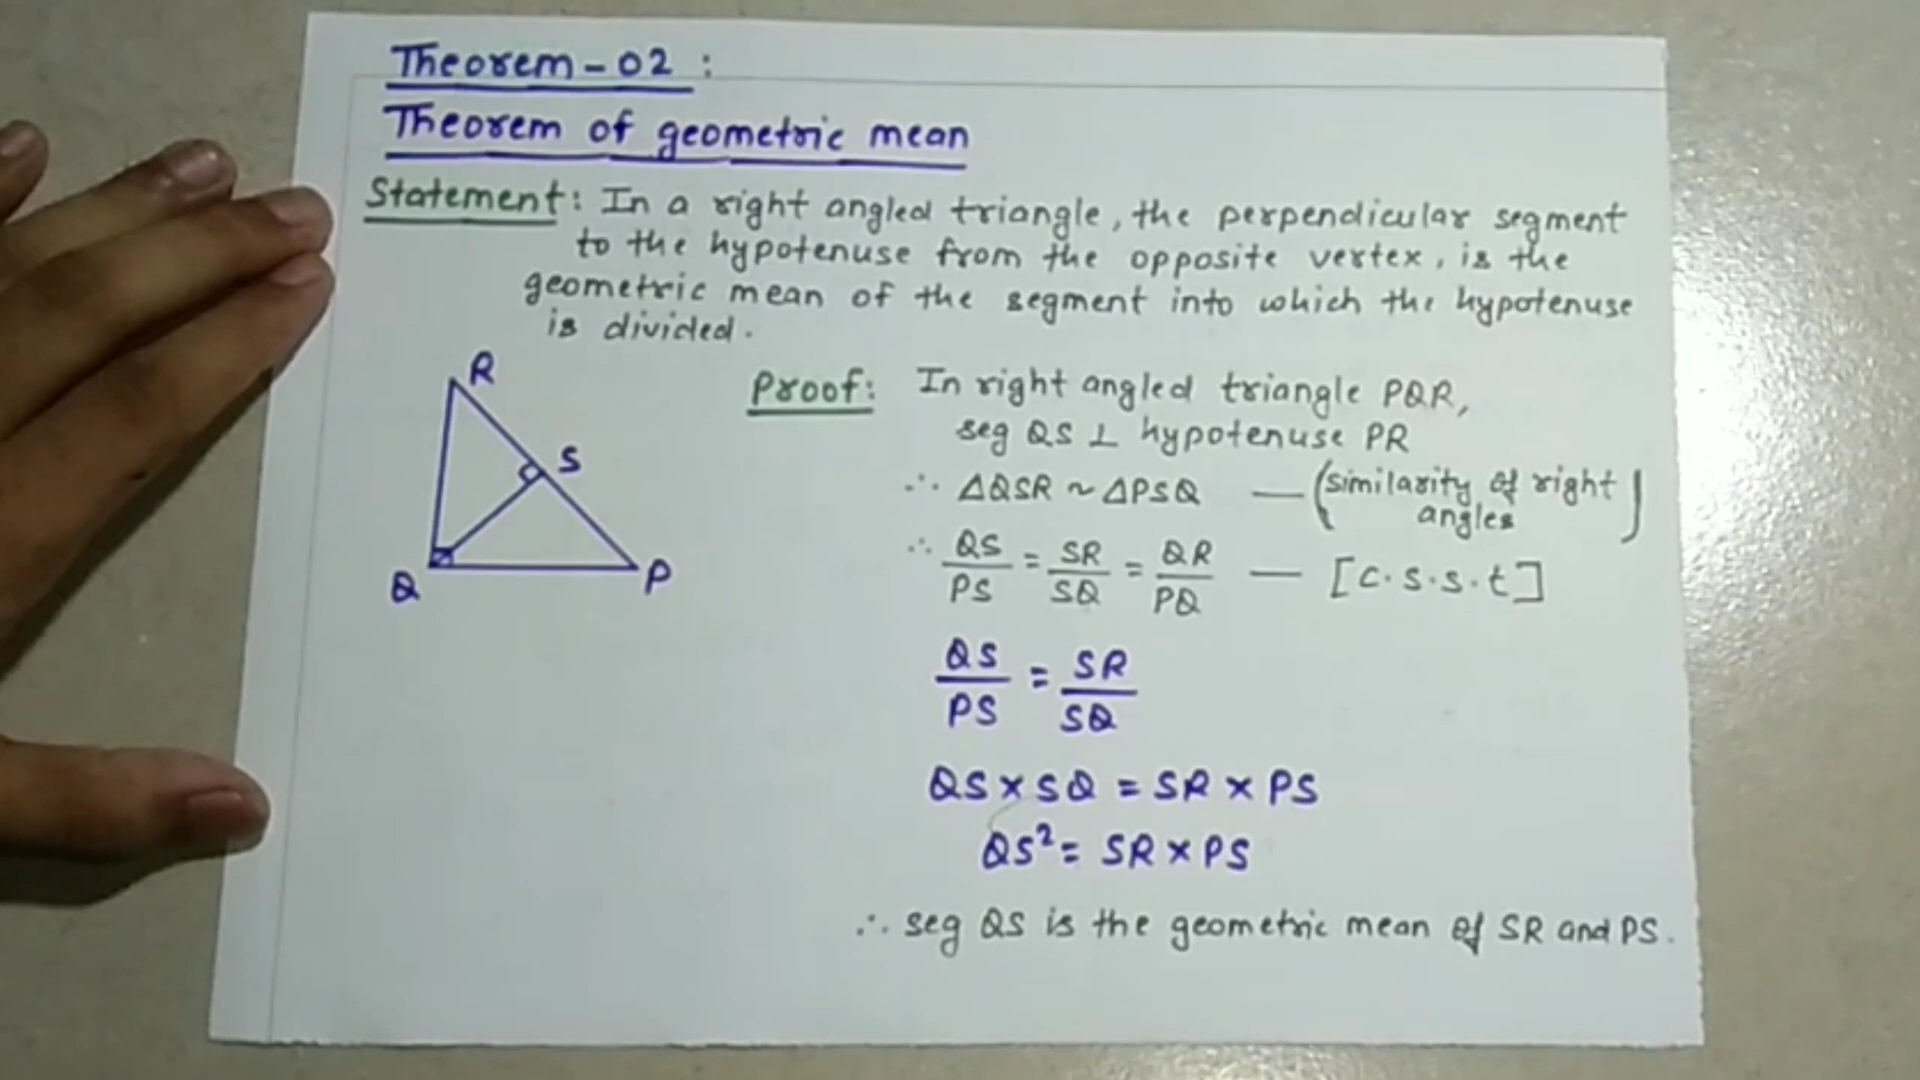 Theorem - 02 :
Theorem of geometric mean
Statement: In a right angled triangle, the perpendicular segment
to the hypotenuse from the opposite vertex, is the
geometric mean of the segment into which the hypotenuse
is divided.
R
S
Q
P
Proof: In right angled triangle PQR,
seg QS ⊥ hypotenuse PR
∴ ΔQSR ~ ΔPSQ — (similarity of right
angles)
∴ QS/PS = SR/SQ = QR/PQ — [c.s.s.t]
QS/PS = SR/SQ
QS × SQ = SR × PS
QS² = SR × PS
∴ seg QS is the geometric mean of SR and PS.